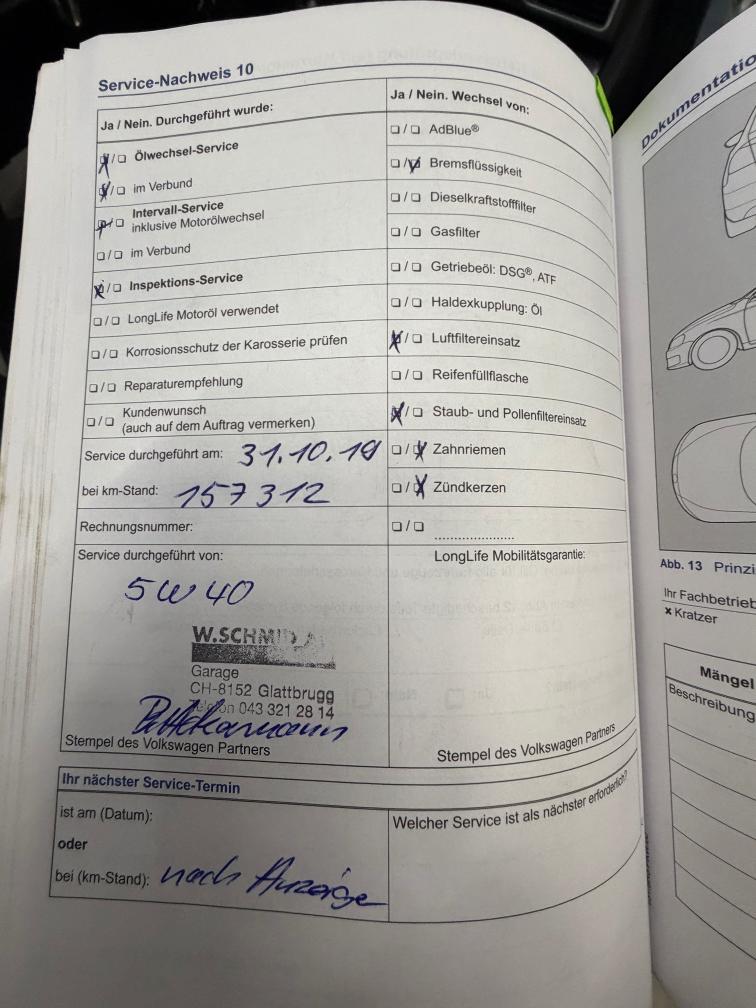 Service-Nachweis 10
Ja / Nein. Durchgeführt wurde:
☒/☐ Ölwechsel-Service
☒/☐ im Verbund
☒/☐ Intervall-Service
inklusive Motorölwechsel
☐/☐ im Verbund
☒/☐ Inspektions-Service
☐/☐ LongLife Motoröl verwendet
☐/☐ Korrosionsschutz der Karosserie prüfen
☐/☐ Reparaturempfehlung
☐/☐ Kundenwunsch
(auch auf dem Auftrag vermerken)
Service durchgeführt am: 31.10.19
bei km-Stand: 157312
Rechnungsnummer:
Service durchgeführt von:
5W40
W.SCHMID
Garage
CH-8152 Glattbrugg
Telefon 043 321 28 14
Stempel des Volkswagen Partners
Ja / Nein. Wechsel von:
☐/☐ AdBlue®
☐/☒ Bremsflüssigkeit
☐/☐ Dieselkraftstofffilter
☐/☐ Gasfilter
☐/☐ Getriebeöl: DSG®, ATF
☐/☐ Haldexkupplung: Öl
☒/☐ Luftfiltereinsatz
☐/☐ Reifenfüllflasche
☒/☐ Staub- und Pollenfiltereinsatz
☐/☒ Zahnriemen
☐/☒ Zündkerzen
☐/☐ .....................
LongLife Mobilitätsgarantie:
Stempel des Volkswagen Partners
Ihr nächster Service-Termin
ist am (Datum):
oder
bei (km-Stand): nach Anzeige
Welcher Service ist als nächster erforderlich?
Dokumentatio
Abb. 13 Prinzi
Ihr Fachbetrieb
× Kratzer
Mängel
Beschreibung